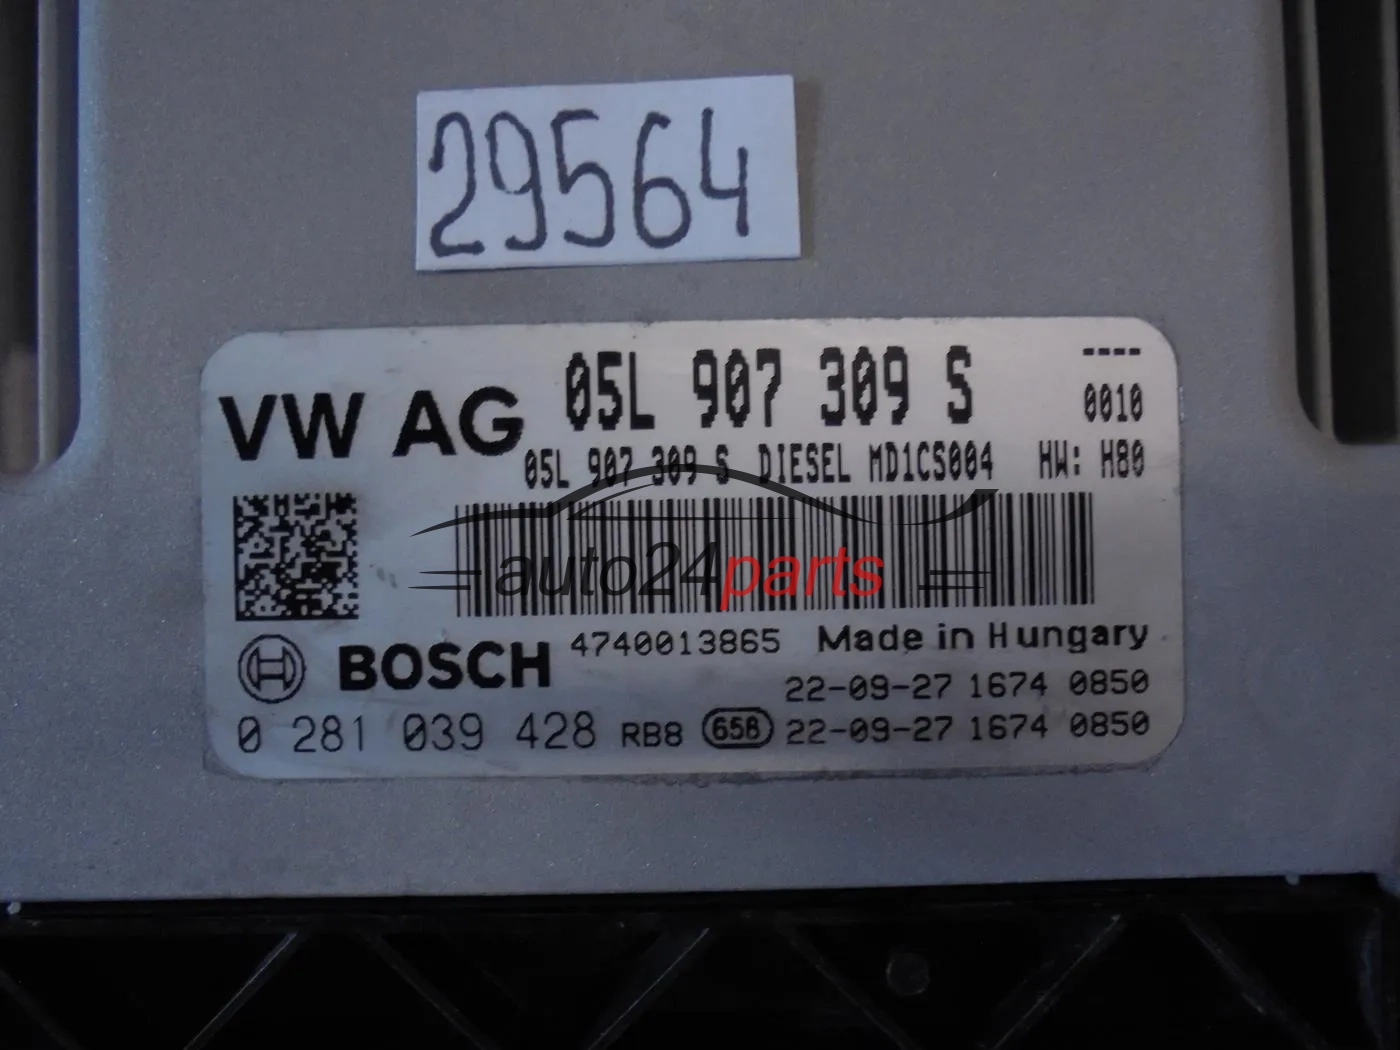 29564
VW AG 05L 907 309 S ----
0010
05L 907 309 S DIESEL MD1CS004 HW: H80
auto24parts
4740013865 Made in Hungary
BOSCH
22-09-27 1674 0850
0 281 039 428 RB8 658 22-09-27 1674 0850